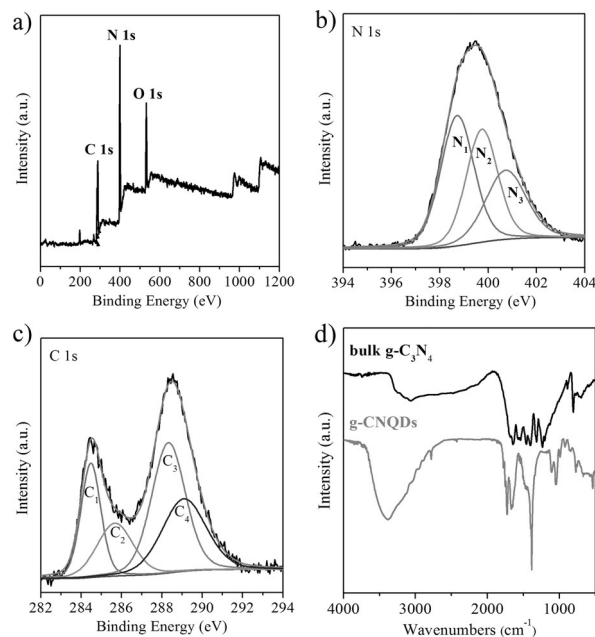 a)
N 1s
O 1s
C 1s
Intensity (a.u.)
0 200 400 600 800 1000 1200
Binding Energy (eV)
b)
N 1s
N₁
N₂
N₃
Intensity (a.u.)
394 396 398 400 402 404
Binding Energy (eV)
c)
C 1s
C₁
C₂
C₃
C₄
Intensity (a.u.)
282 284 286 288 290 292 294
Binding Energy (eV)
d)
bulk g-C₃N₄
g-CNQDs
Intensity (a.u.)
4000 3000 2000 1000
Wavenumbers (cm⁻¹)